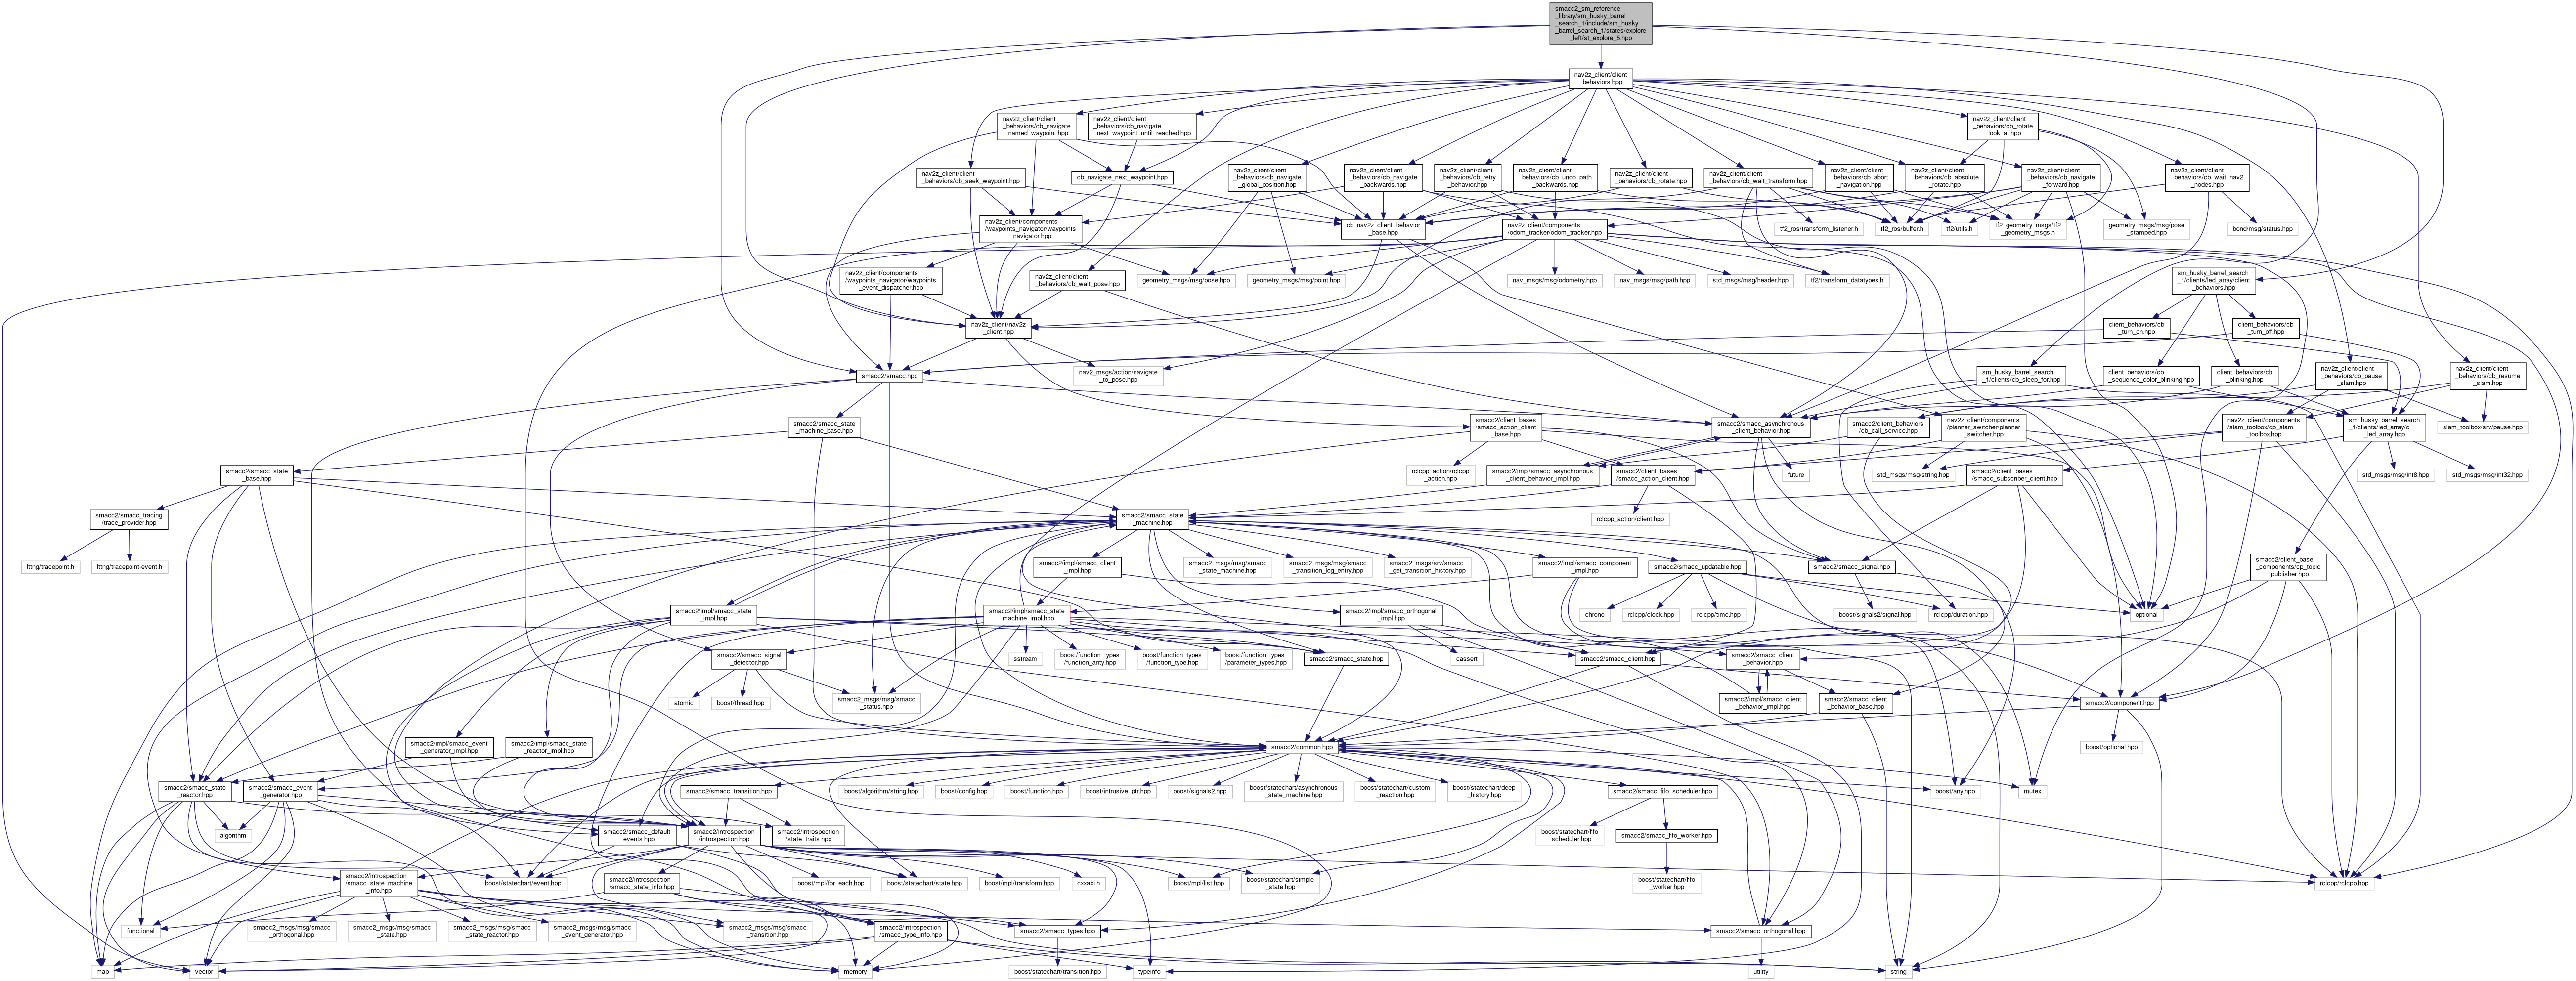 smacc2_sm_reference
_library/sm_husky_barrel
_search_1/include/sm_husky
_barrel_search_1/states/explore
_left/st_explore_5.hpp
nav2z_client/client
_behaviors.hpp
nav2z_client/client
_behaviors/cb_navigate
_named_waypoint.hpp
nav2z_client/client
_behaviors/cb_navigate
_next_waypoint_until_reached.hpp
nav2z_client/client
_behaviors/cb_rotate
_look_at.hpp
nav2z_client/client
_behaviors/cb_seek_waypoint.hpp
cb_navigate_next_waypoint.hpp
nav2z_client/client
_behaviors/cb_navigate
_global_position.hpp
nav2z_client/client
_behaviors/cb_navigate
_backwards.hpp
nav2z_client/client
_behaviors/cb_retry
_behavior.hpp
nav2z_client/client
_behaviors/cb_undo_path
_backwards.hpp
nav2z_client/client
_behaviors/cb_rotate.hpp
nav2z_client/client
_behaviors/cb_wait_transform.hpp
nav2z_client/client
_behaviors/cb_abort
_navigation.hpp
nav2z_client/client
_behaviors/cb_absolute
_rotate.hpp
nav2z_client/client
_behaviors/cb_navigate
_forward.hpp
nav2z_client/client
_behaviors/cb_wait_nav2
_nodes.hpp
nav2z_client/components
/waypoints_navigator/waypoints
_navigator.hpp
cb_nav2z_client_behavior
_base.hpp
nav2z_client/components
/odom_tracker/odom_tracker.hpp
tf2_ros/transform_listener.h
tf2_ros/buffer.h
tf2/utils.h
tf2_geometry_msgs/tf2
_geometry_msgs.h
geometry_msgs/msg/pose
_stamped.hpp
bond/msg/status.hpp
nav2z_client/components
/waypoints_navigator/waypoints
_event_dispatcher.hpp
nav2z_client/client
_behaviors/cb_wait_pose.hpp
geometry_msgs/msg/pose.hpp
geometry_msgs/msg/point.hpp
nav_msgs/msg/odometry.hpp
nav_msgs/msg/path.hpp
std_msgs/msg/header.hpp
tf2/transform_datatypes.h
sm_husky_barrel_search
_1/clients/led_array/client
_behaviors.hpp
nav2z_client/nav2z
_client.hpp
client_behaviors/cb
_turn_on.hpp
client_behaviors/cb
_turn_off.hpp
smacc2/smacc.hpp
nav2_msgs/action/navigate
_to_pose.hpp
sm_husky_barrel_search
_1/clients/cb_sleep_for.hpp
client_behaviors/cb
_sequence_color_blinking.hpp
client_behaviors/cb
_blinking.hpp
nav2z_client/client
_behaviors/cb_pause
_slam.hpp
nav2z_client/client
_behaviors/cb_resume
_slam.hpp
smacc2/smacc_state
_machine_base.hpp
smacc2/client_bases
/smacc_action_client
_base.hpp
smacc2/smacc_asynchronous
_client_behavior.hpp
smacc2/client_behaviors
/cb_call_service.hpp
nav2z_client/components
/planner_switcher/planner
_switcher.hpp
nav2z_client/components
/slam_toolbox/cp_slam
_toolbox.hpp
sm_husky_barrel_search
_1/clients/led_array/cl
_led_array.hpp
slam_toolbox/srv/pause.hpp
smacc2/smacc_state
_base.hpp
rclcpp_action/rclcpp
_action.hpp
smacc2/impl/smacc_asynchronous
_client_behavior_impl.hpp
smacc2/client_bases
/smacc_action_client.hpp
future
std_msgs/msg/string.hpp
smacc2/client_bases
/smacc_subscriber_client.hpp
std_msgs/msg/int8.hpp
std_msgs/msg/int32.hpp
smacc2/smacc_tracing
/trace_provider.hpp
smacc2/smacc_state
_machine.hpp
rclcpp_action/client.hpp
lttng/tracepoint.h
lttng/tracepoint-event.h
smacc2/impl/smacc_client
_impl.hpp
smacc2_msgs/msg/smacc
_state_machine.hpp
smacc2_msgs/msg/smacc
_transition_log_entry.hpp
smacc2_msgs/srv/smacc
_get_transition_history.hpp
smacc2/impl/smacc_component
_impl.hpp
smacc2/smacc_updatable.hpp
smacc2/smacc_signal.hpp
smacc2/client_base
_components/cp_topic
_publisher.hpp
smacc2/impl/smacc_state
_impl.hpp
smacc2/impl/smacc_state
_machine_impl.hpp
smacc2/impl/smacc_orthogonal
_impl.hpp
chrono
rclcpp/clock.hpp
rclcpp/time.hpp
boost/signals2/signal.hpp
rclcpp/duration.hpp
optional
smacc2/smacc_signal
_detector.hpp
sstream
boost/function_types
/function_arity.hpp
boost/function_types
/function_type.hpp
boost/function_types
/parameter_types.hpp
smacc2/smacc_state.hpp
cassert
smacc2/smacc_client.hpp
smacc2/smacc_client
_behavior.hpp
atomic
boost/thread.hpp
smacc2_msgs/msg/smacc
_status.hpp
smacc2/impl/smacc_client
_behavior_impl.hpp
smacc2/smacc_client
_behavior_base.hpp
smacc2/component.hpp
smacc2/impl/smacc_event
_generator_impl.hpp
smacc2/impl/smacc_state
_reactor_impl.hpp
smacc2/common.hpp
boost/optional.hpp
smacc2/smacc_state
_reactor.hpp
smacc2/smacc_event
_generator.hpp
smacc2/smacc_transition.hpp
boost/algorithm/string.hpp
boost/config.hpp
boost/function.hpp
boost/intrusive_ptr.hpp
boost/signals2.hpp
boost/statechart/asynchronous
_state_machine.hpp
boost/statechart/custom
_reaction.hpp
boost/statechart/deep
_history.hpp
smacc2/smacc_fifo_scheduler.hpp
boost/any.hpp
mutex
algorithm
smacc2/smacc_default
_events.hpp
smacc2/introspection
/introspection.hpp
smacc2/introspection
/state_traits.hpp
boost/statechart/fifo
_scheduler.hpp
smacc2/smacc_fifo_worker.hpp
smacc2/introspection
/smacc_state_machine
_info.hpp
boost/statechart/event.hpp
smacc2/introspection
/smacc_state_info.hpp
boost/mpl/for_each.hpp
boost/statechart/state.hpp
boost/mpl/transform.hpp
cxxabi.h
boost/mpl/list.hpp
boost/statechart/simple
_state.hpp
boost/statechart/fifo
_worker.hpp
rclcpp/rclcpp.hpp
functional
smacc2_msgs/msg/smacc
_orthogonal.hpp
smacc2_msgs/msg/smacc
_state.hpp
smacc2_msgs/msg/smacc
_state_reactor.hpp
smacc2_msgs/msg/smacc
_event_generator.hpp
smacc2_msgs/msg/smacc
_transition.hpp
smacc2/introspection
/smacc_type_info.hpp
smacc2/smacc_types.hpp
smacc2/smacc_orthogonal.hpp
map
vector
memory
boost/statechart/transition.hpp
typeinfo
utility
string